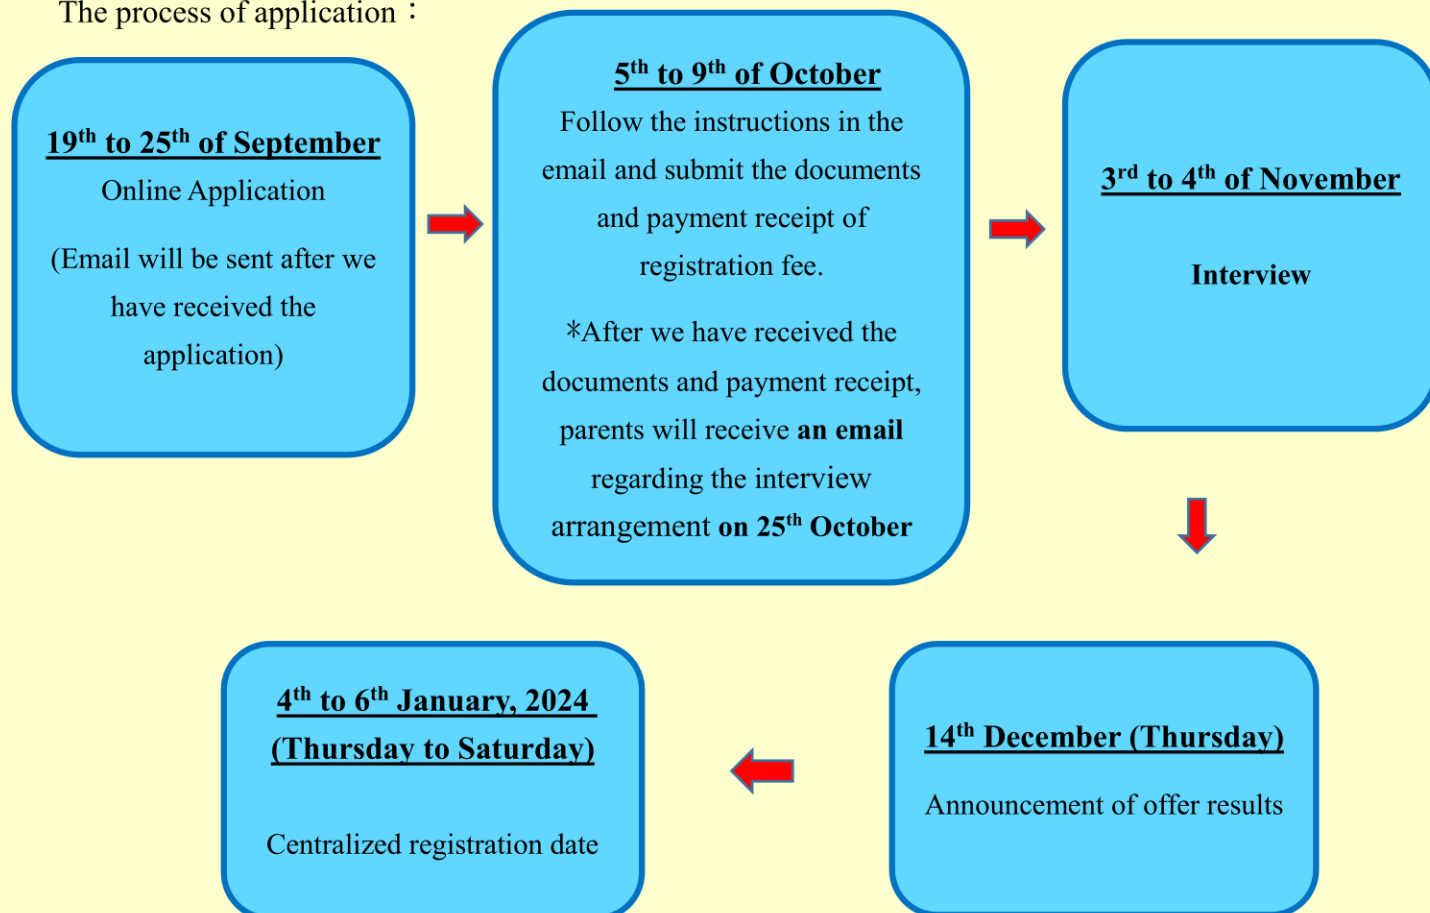 The process of application：
19th to 25th of September
Online Application
(Email will be sent after we
have received the
application)
5th to 9th of October
Follow the instructions in the
email and submit the documents
and payment receipt of
registration fee.
*After we have received the
documents and payment receipt,
parents will receive an email
regarding the interview
arrangement on 25th October
3rd to 4th of November
Interview
14th December (Thursday)
Announcement of offer results
4th to 6th January, 2024
(Thursday to Saturday)
Centralized registration date